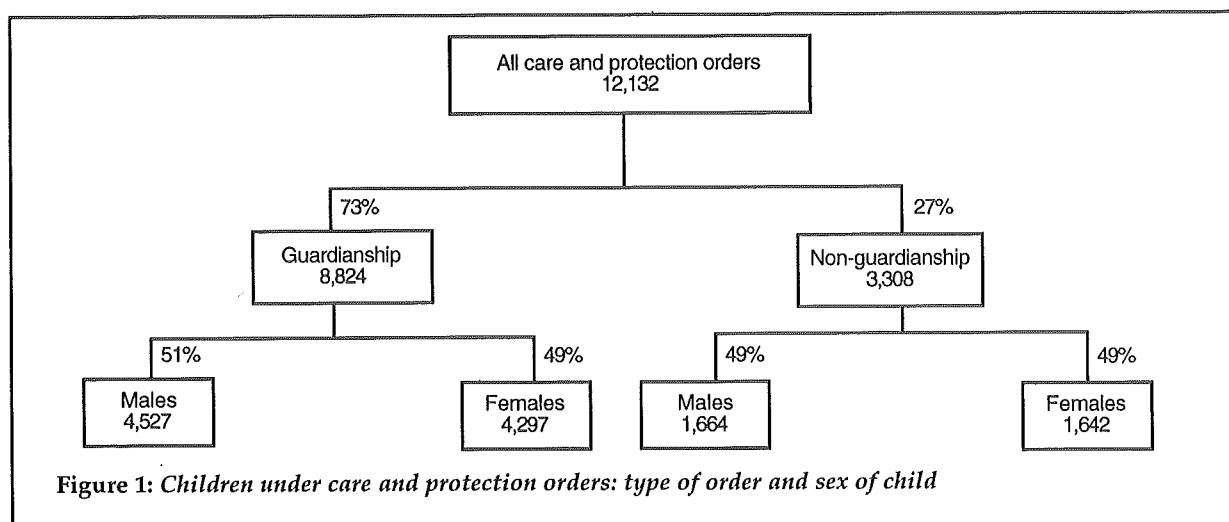 All care and protection orders
12,132
73%
27%
Guardianship
8,824
Non-guardianship
3,308
51%
49%
49%
49%
Males
4,527
Females
4,297
Males
1,664
Females
1,642
Figure 1: Children under care and protection orders: type of order and sex of child